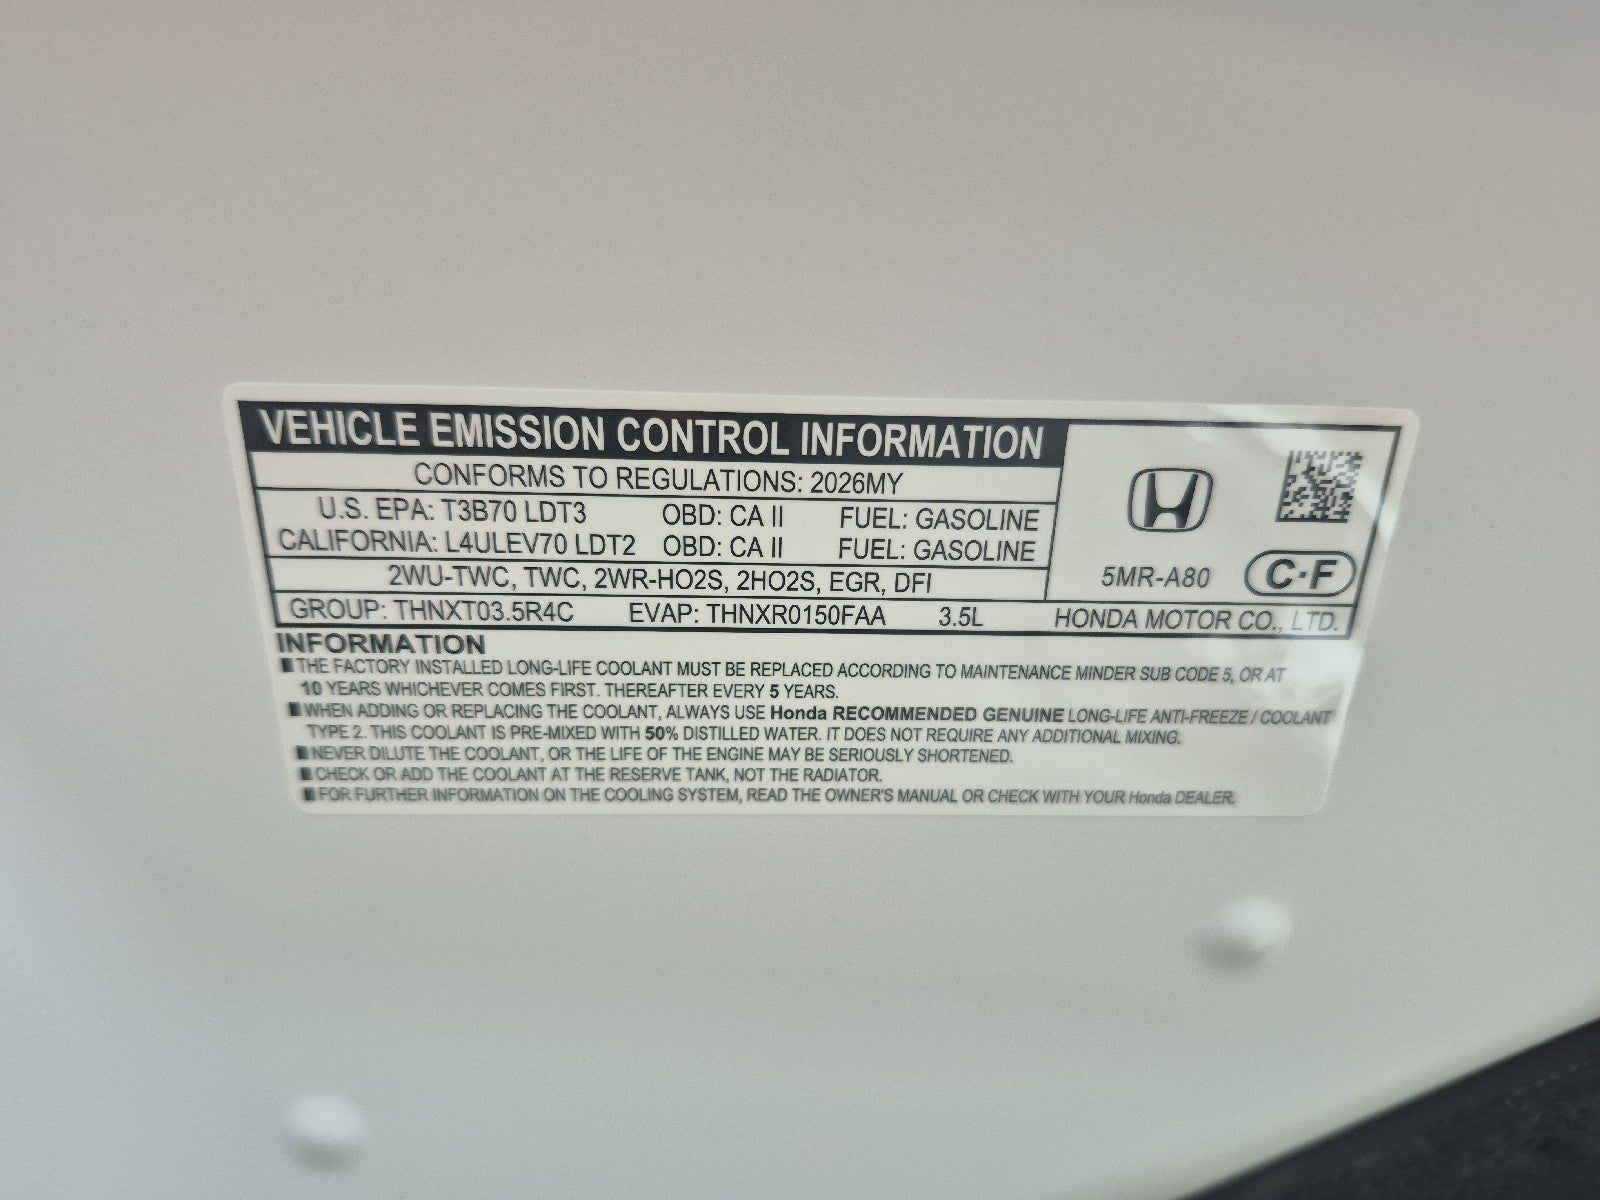 VEHICLE EMISSION CONTROL INFORMATION
CONFORMS TO REGULATIONS: 2026MY
U.S. EPA: T3B70 LDT3 OBD: CA II FUEL: GASOLINE
CALIFORNIA: L4ULEV70 LDT2 OBD: CA II FUEL: GASOLINE
2WU-TWC, TWC, 2WR-HO2S, 2HO2S, EGR, DFI
5MR-A80 C·F
GROUP: THNXT03.5R4C EVAP: THNXR0150FAA 3.5L HONDA MOTOR CO., LTD.
INFORMATION
THE FACTORY INSTALLED LONG-LIFE COOLANT MUST BE REPLACED ACCORDING TO MAINTENANCE MINDER SUB CODE 5, OR AT
10 YEARS WHICHEVER COMES FIRST. THEREAFTER EVERY 5 YEARS.
WHEN ADDING OR REPLACING THE COOLANT, ALWAYS USE Honda RECOMMENDED GENUINE LONG-LIFE ANTI-FREEZE / COOLANT
TYPE 2. THIS COOLANT IS PRE-MIXED WITH 50% DISTILLED WATER. IT DOES NOT REQUIRE ANY ADDITIONAL MIXING.
NEVER DILUTE THE COOLANT, OR THE LIFE OF THE ENGINE MAY BE SERIOUSLY SHORTENED.
CHECK OR ADD THE COOLANT AT THE RESERVE TANK, NOT THE RADIATOR.
FOR FURTHER INFORMATION ON THE COOLING SYSTEM, READ THE OWNER'S MANUAL OR CHECK WITH YOUR Honda DEALER.